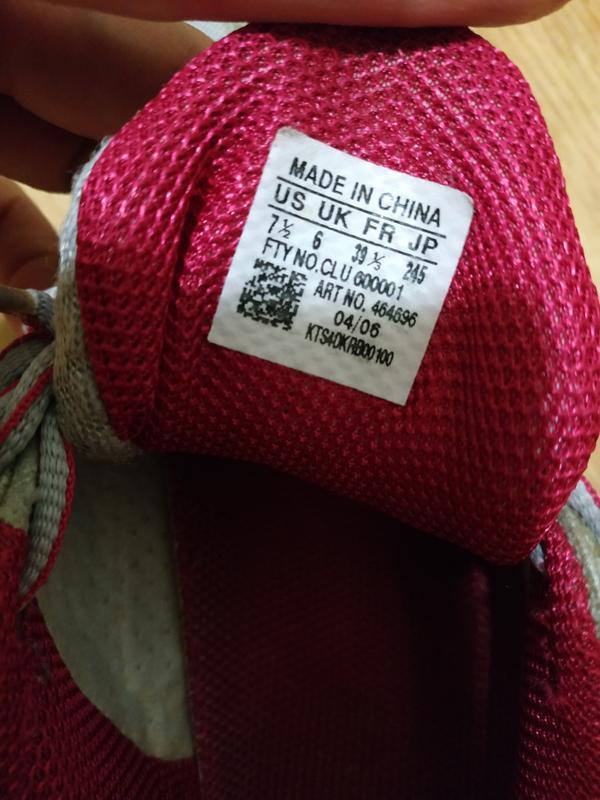 MADE IN CHINA
US UK FR JP
7½ 6 39⅓ 245
FTY NO.CLU 600001
ART NO. 464696
04/06
KTS4DKRB00100